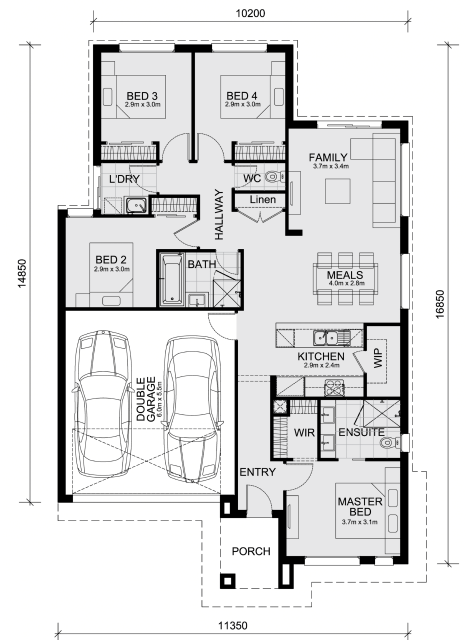 10200
BED 3
2.9m x 3.0m
BED 4
2.9m x 3.0m
FAMILY
3.7m x 3.4m
L'DRY
WC
Linen
HALLWAY
BED 2
2.9m x 3.0m
BATH
MEALS
4.0m x 2.8m
14850
16850
KITCHEN
2.9m x 2.4m
WIP
DOUBLE
GARAGE
6.0m x 5.5m
WIR
ENSUITE
ENTRY
MASTER
BED
3.7m x 3.1m
PORCH
11350